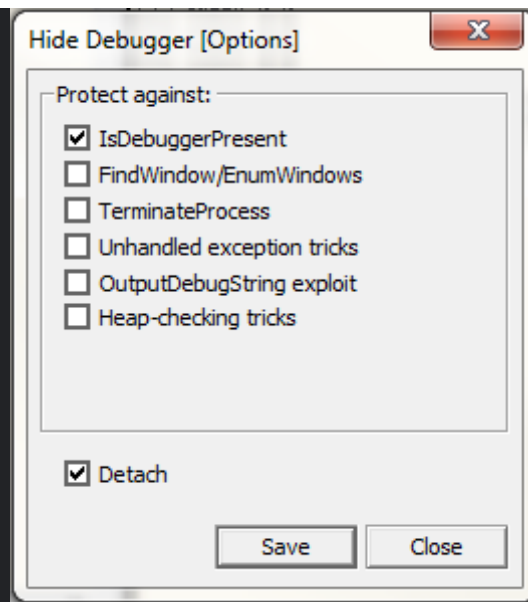 Hide Debugger [Options]
Protect against:
IsDebuggerPresent
FindWindow/EnumWindows
TerminateProcess
Unhandled exception tricks
OutputDebugString exploit
Heap-checking tricks
Detach
Save Close